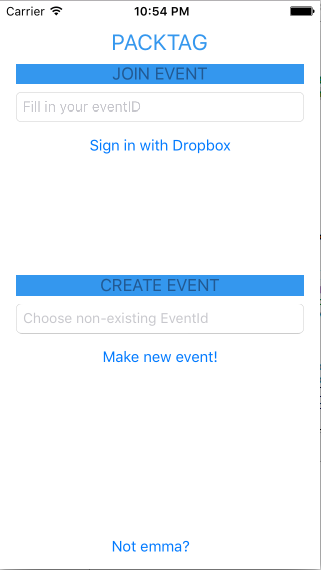 Carrier 10:54 PM
PACKTAG
JOIN EVENT
Fill in your eventID
Sign in with Dropbox
CREATE EVENT
Choose non-existing EventId
Make new event!
Not emma?